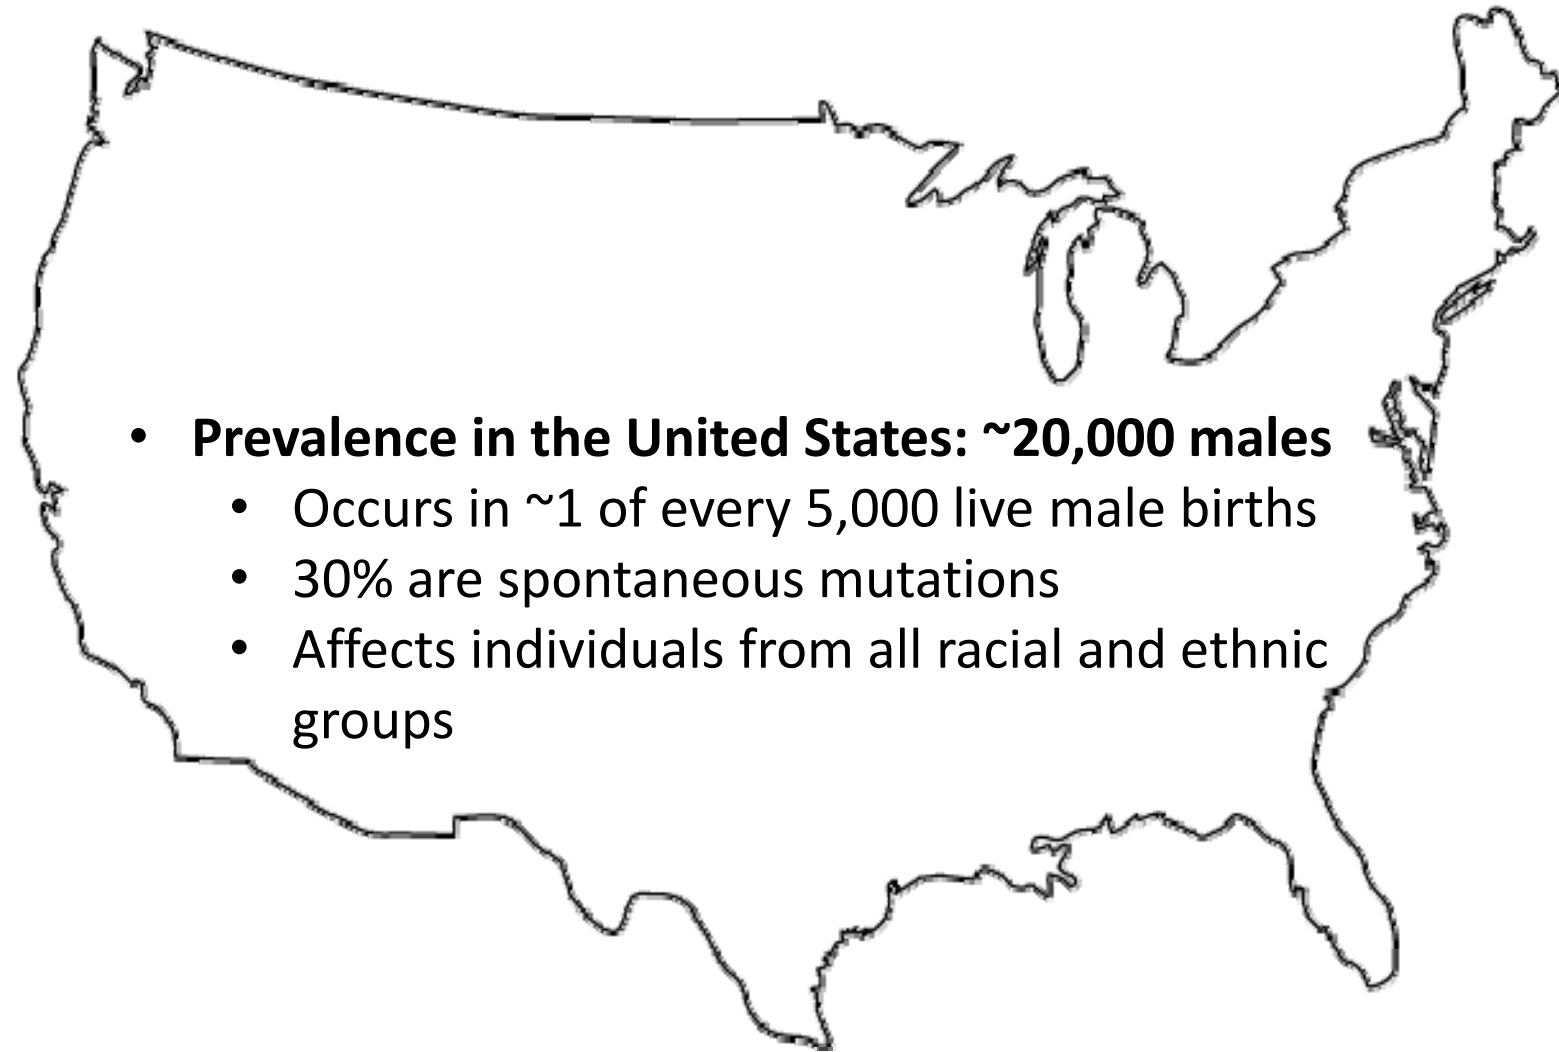 • Prevalence in the United States: ~20,000 males
• Occurs in ~1 of every 5,000 live male births
• 30% are spontaneous mutations
• Affects individuals from all racial and ethnic
groups